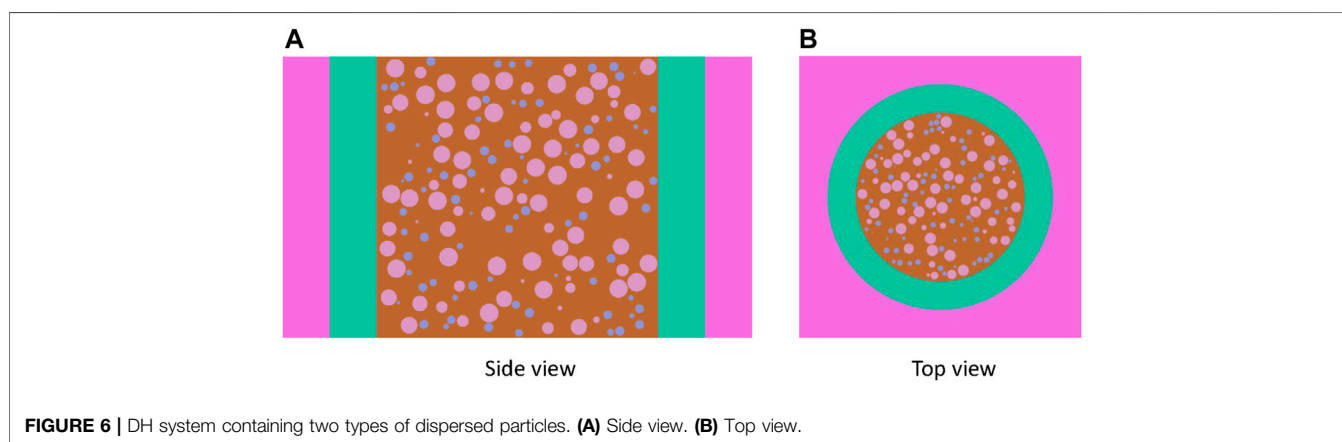 A
B
Side view
Top view
FIGURE 6 | DH system containing two types of dispersed particles. (A) Side view. (B) Top view.